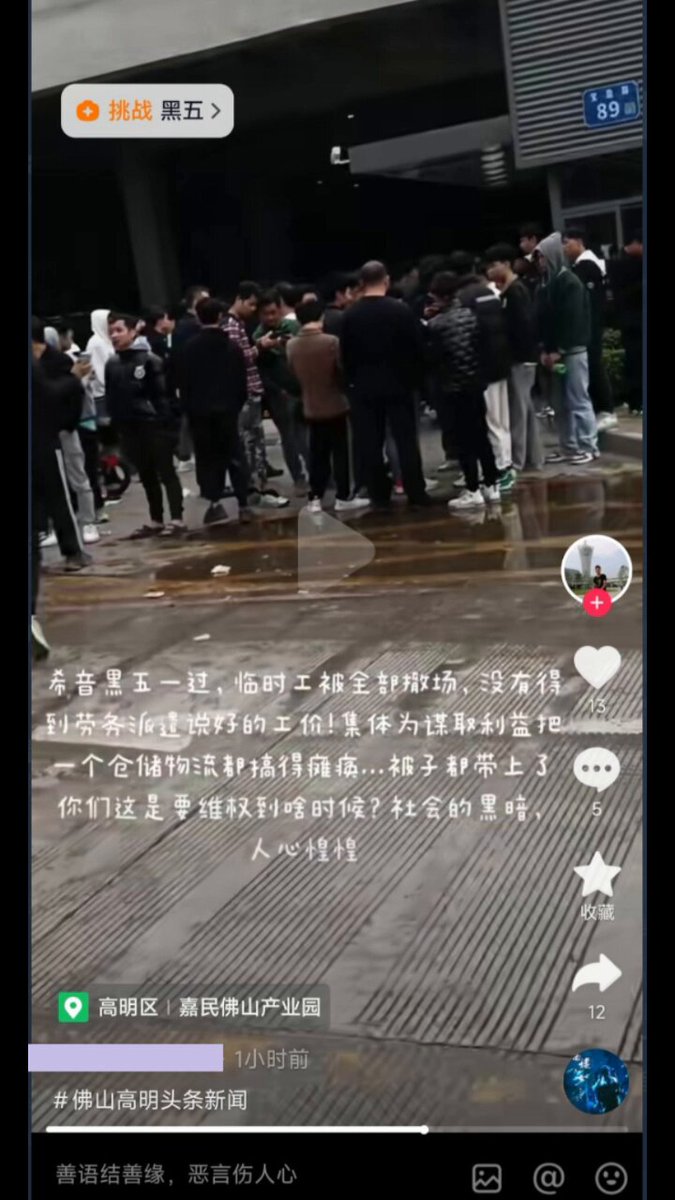 挑战 黑五
89
希音黑五一过,临时工被全部撤场,没有得
到劳务派遣说好的工价!集体为谋取利益把
一个仓储物流都搞得瘫痪...被子都带上了
你们这是要维权到啥时候?社会的黑暗,
人心惶惶
13
5
收藏
高明区 | 嘉民佛山产业园
12
1小时前
#佛山高明头条新闻
善语结善缘，恶言伤人心